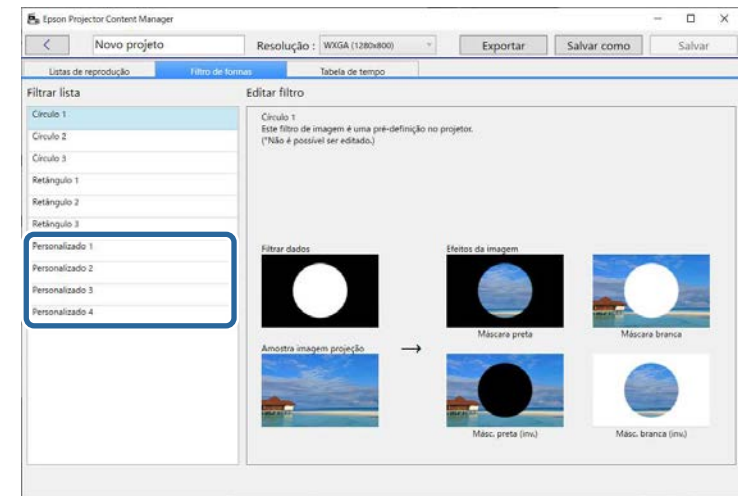 Epson Projector Content Manager
Novo projeto
Resolução :
WXGA (1280x800)
Exportar
Salvar como
Salvar
Listas de reprodução
Filtro de formas
Tabela de tempo
Filtrar lista
Círculo 1
Círculo 2
Círculo 3
Retângulo 1
Retângulo 2
Retângulo 3
Personalizado 1
Personalizado 2
Personalizado 3
Personalizado 4
Editar filtro
Círculo 1
Este filtro de imagem é uma pré-definição no projetor.
(*Não é possível ser editado.)
Filtrar dados
Efeitos da imagem
Máscara preta
Máscara branca
Amostra imagem projeção
→
Másc. preta (inv.)
Másc. branca (inv.)